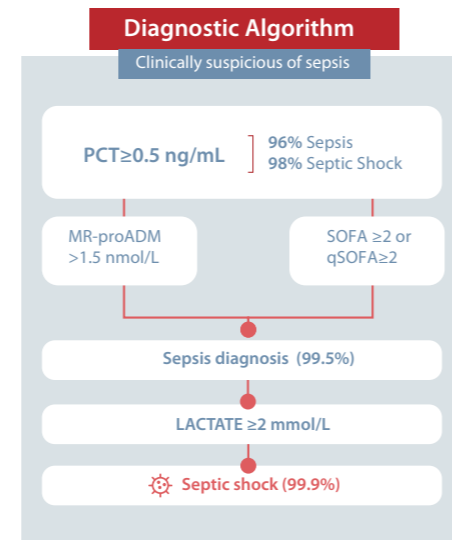 Diagnostic Algorithm
Clinically suspicious of sepsis
PCT≥0.5 ng/mL
96% Sepsis
98% Septic Shock
MR-proADM
>1.5 nmol/L
SOFA ≥2 or
qSOFA≥2
Sepsis diagnosis (99.5%)
LACTATE ≥2 mmol/L
Septic shock (99.9%)